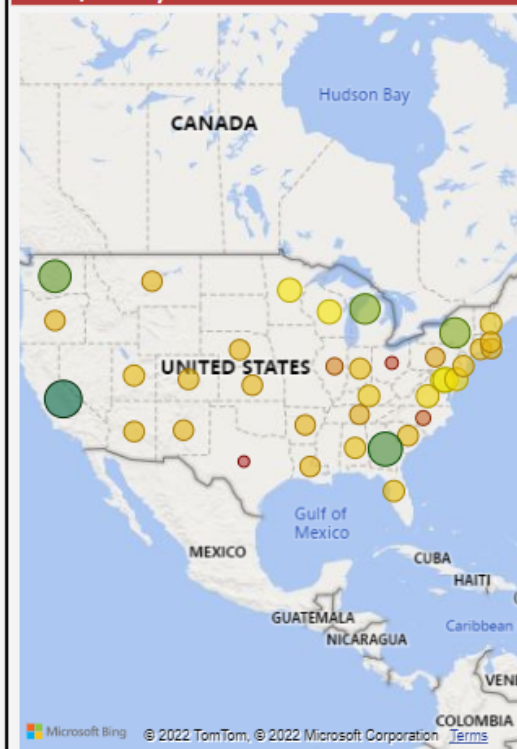 Hudson Bay
CANADA
UNITED STATES
Gulf of
Mexico
MEXICO
CUBA
HAITI
GUATEMALA
Caribbean
NICARAGUA
VENE
COLOMBIA
Microsoft Bing © 2022 TomTom, © 2022 Microsoft Corporation Terms